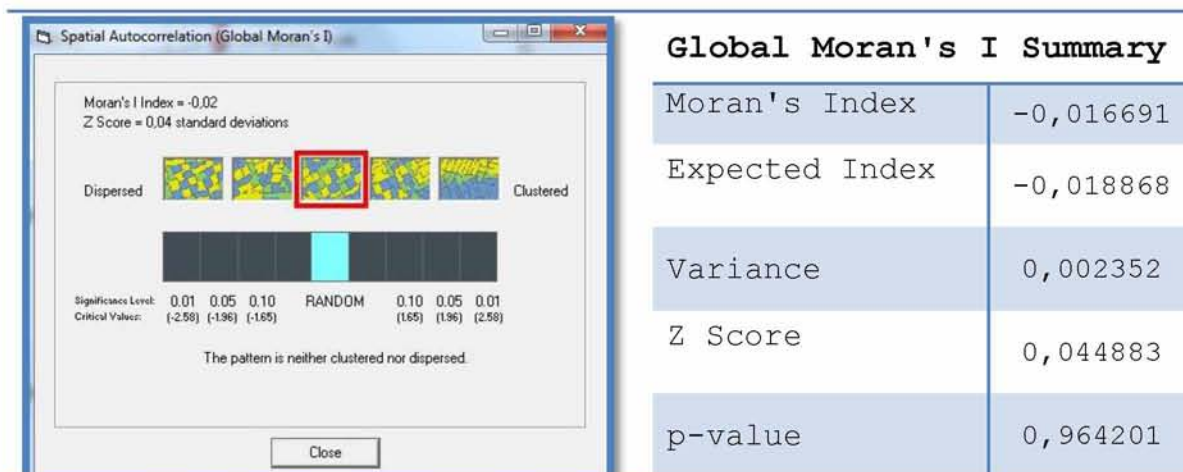 Spatial Autocorrelation (Global Moran's I)
Moran's I Index = -0,02
Z Score = 0,04 standard deviations
Dispersed
Clustered
Significance Level: 0.01 0.05 0.10 RANDOM 0.10 0.05 0.01
Critical Values: (-2.58) (-1.96) (-1.65) (1.65) (1.96) (2.58)
The pattern is neither clustered nor dispersed.
Close
Global Moran's I Summary
Moran's Index -0,016691
Expected Index -0,018868
Variance 0,002352
Z Score 0,044883
p-value 0,964201